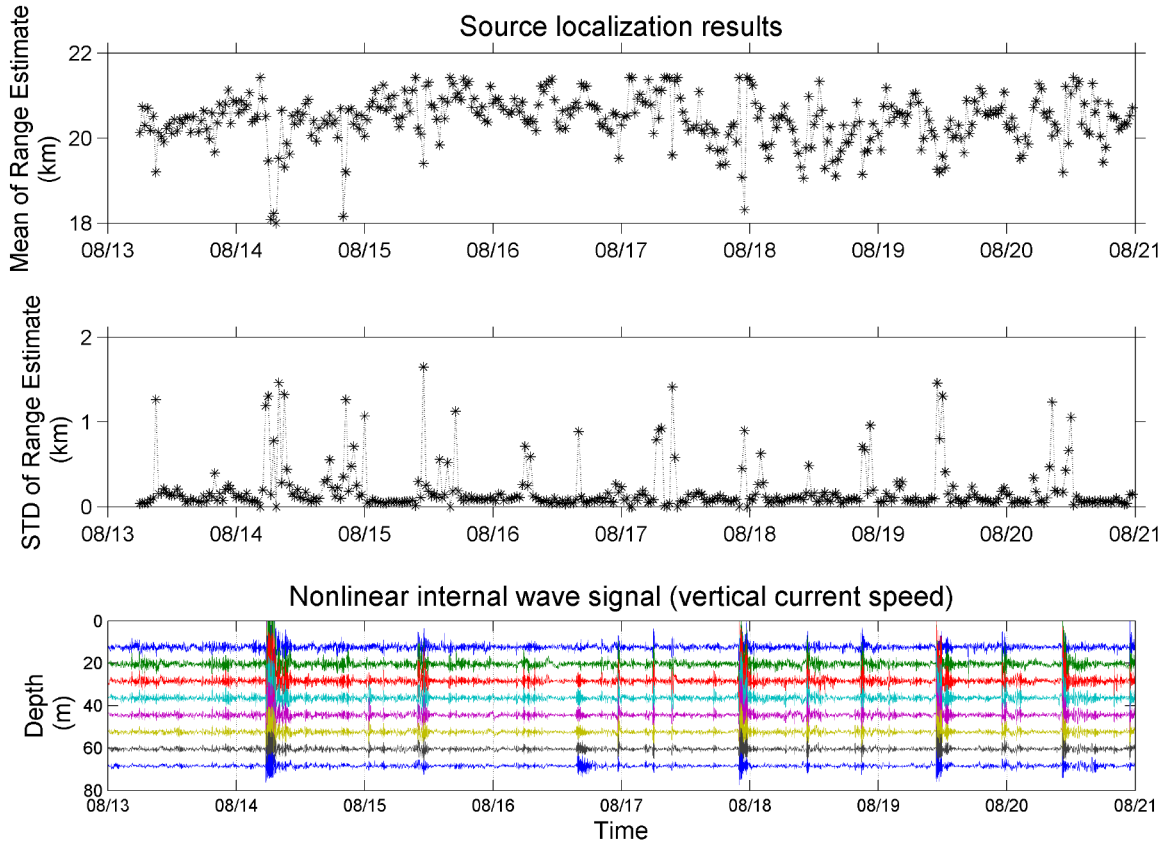 Source localization results
Mean of Range Estimate
(km)
22
20
18
08/13 08/14 08/15 08/16 08/17 08/18 08/19 08/20 08/21
STD of Range Estimate
(km)
2
1
0
08/13 08/14 08/15 08/16 08/17 08/18 08/19 08/20 08/21
Nonlinear internal wave signal (vertical current speed)
Depth
(m)
0
20
40
60
80
08/13 08/14 08/15 08/16 08/17 08/18 08/19 08/20 08/21
Time